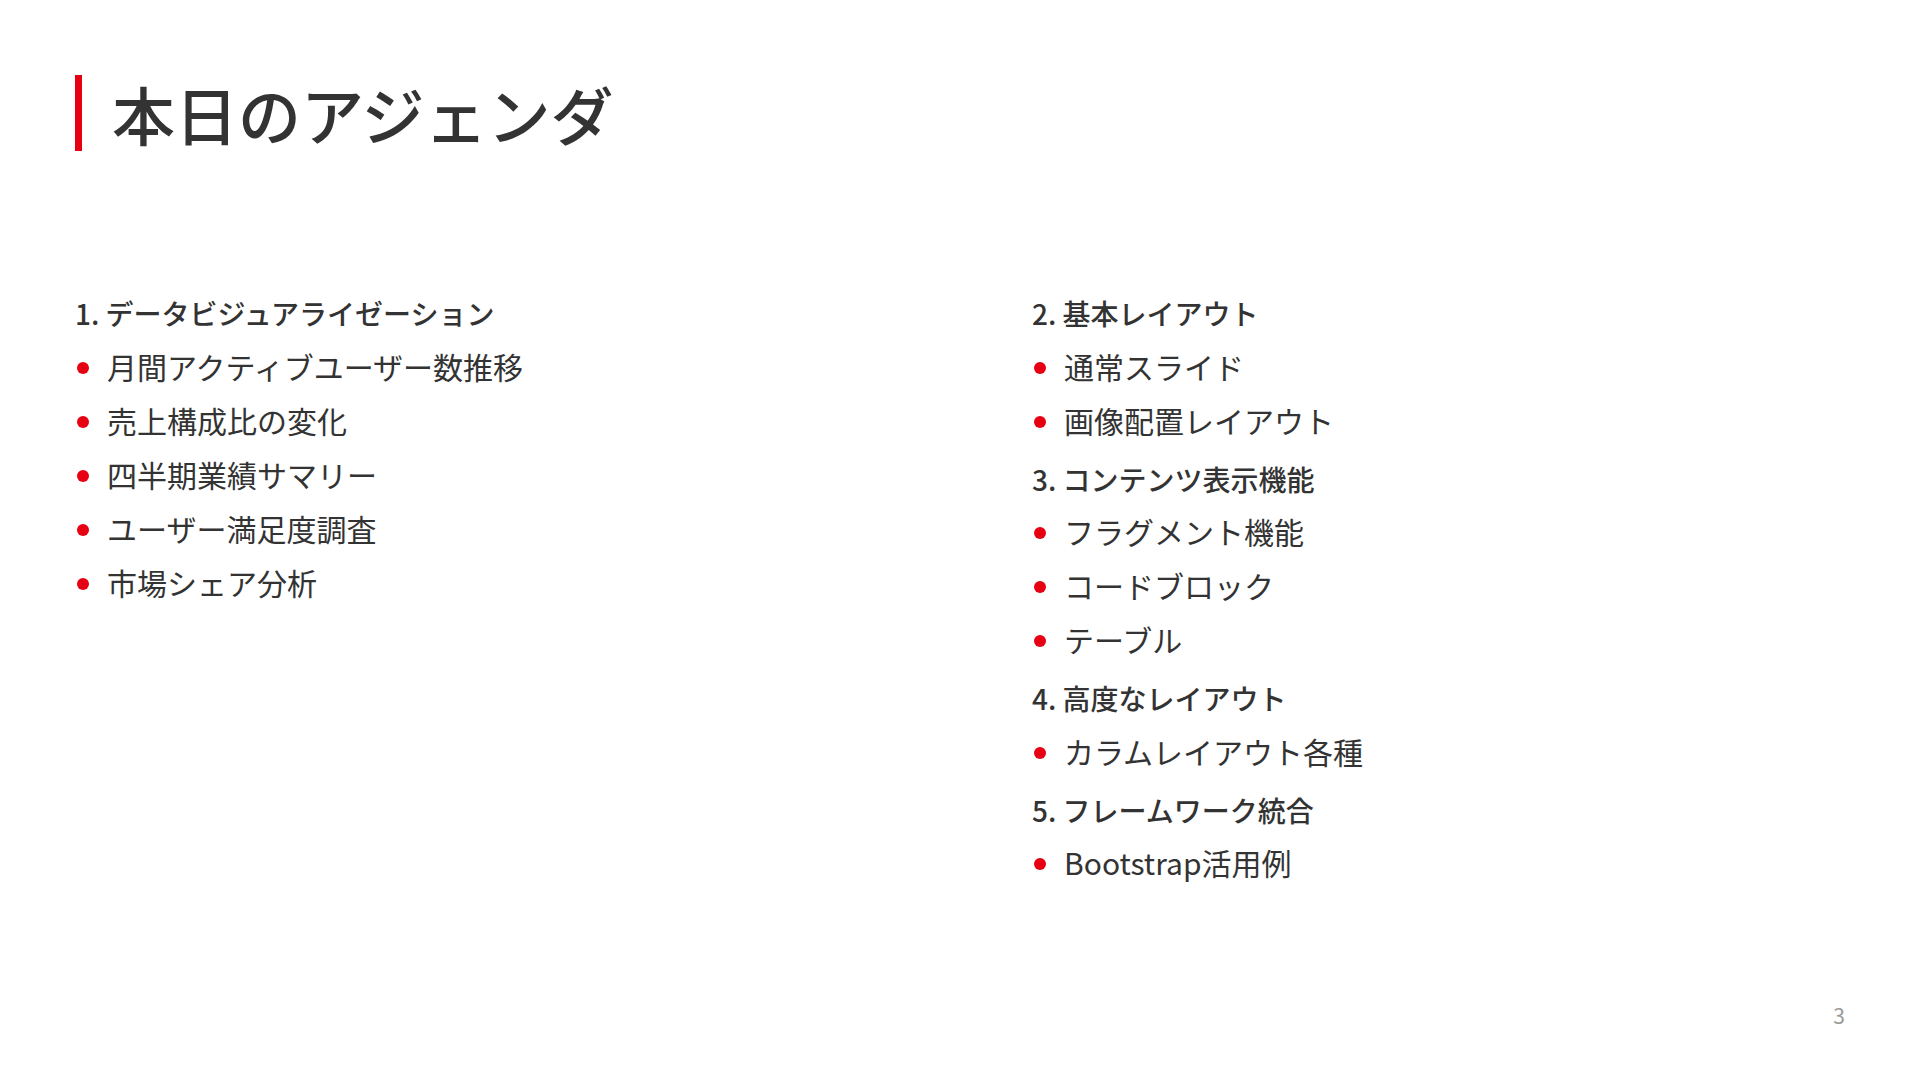 本日のアジェンダ
1. データビジュアライゼーション
月間アクティブユーザー数推移
売上構成比の変化
四半期業績サマリー
ユーザー満足度調査
市場シェア分析
2. 基本レイアウト
通常スライド
画像配置レイアウト
3. コンテンツ表示機能
フラグメント機能
コードブロック
テーブル
4. 高度なレイアウト
カラムレイアウト各種
5. フレームワーク統合
Bootstrap活用例
3